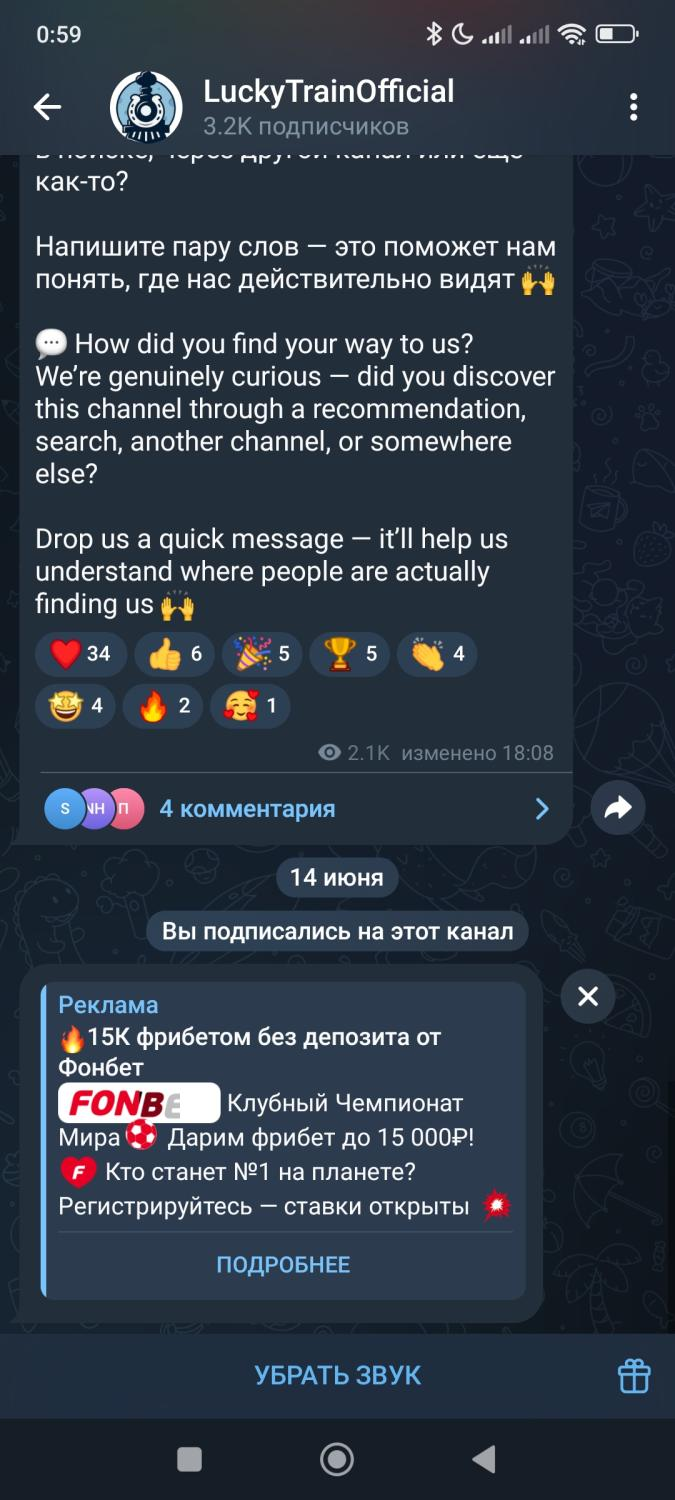 0:59
LuckyTrainOfficial
3.2K подписчиков
как-то?
Напишите пару слов — это поможет нам
понять, где нас действительно видят 🙌
💬 How did you find your way to us?
We’re genuinely curious — did you discover
this channel through a recommendation,
search, another channel, or somewhere
else?
Drop us a quick message — it’ll help us
understand where people are actually
finding us 🙌
❤️ 34 👍 6 🎉 5 🏆 5 👏 4
🤩 4 🔥 2 🥰 1
2.1K изменено 18:08
S NH П 4 комментария
14 июня
Вы подписались на этот канал
Реклама
🔥15К фрибетом без депозита от
Фонбет
FONBE Клубный Чемпионат
Мира⚽ Дарим фрибет до 15 000₽!
F Кто станет №1 на планете?
Регистрируйтесь — ставки открыты 💥
ПОДРОБНЕЕ
УБРАТЬ ЗВУК